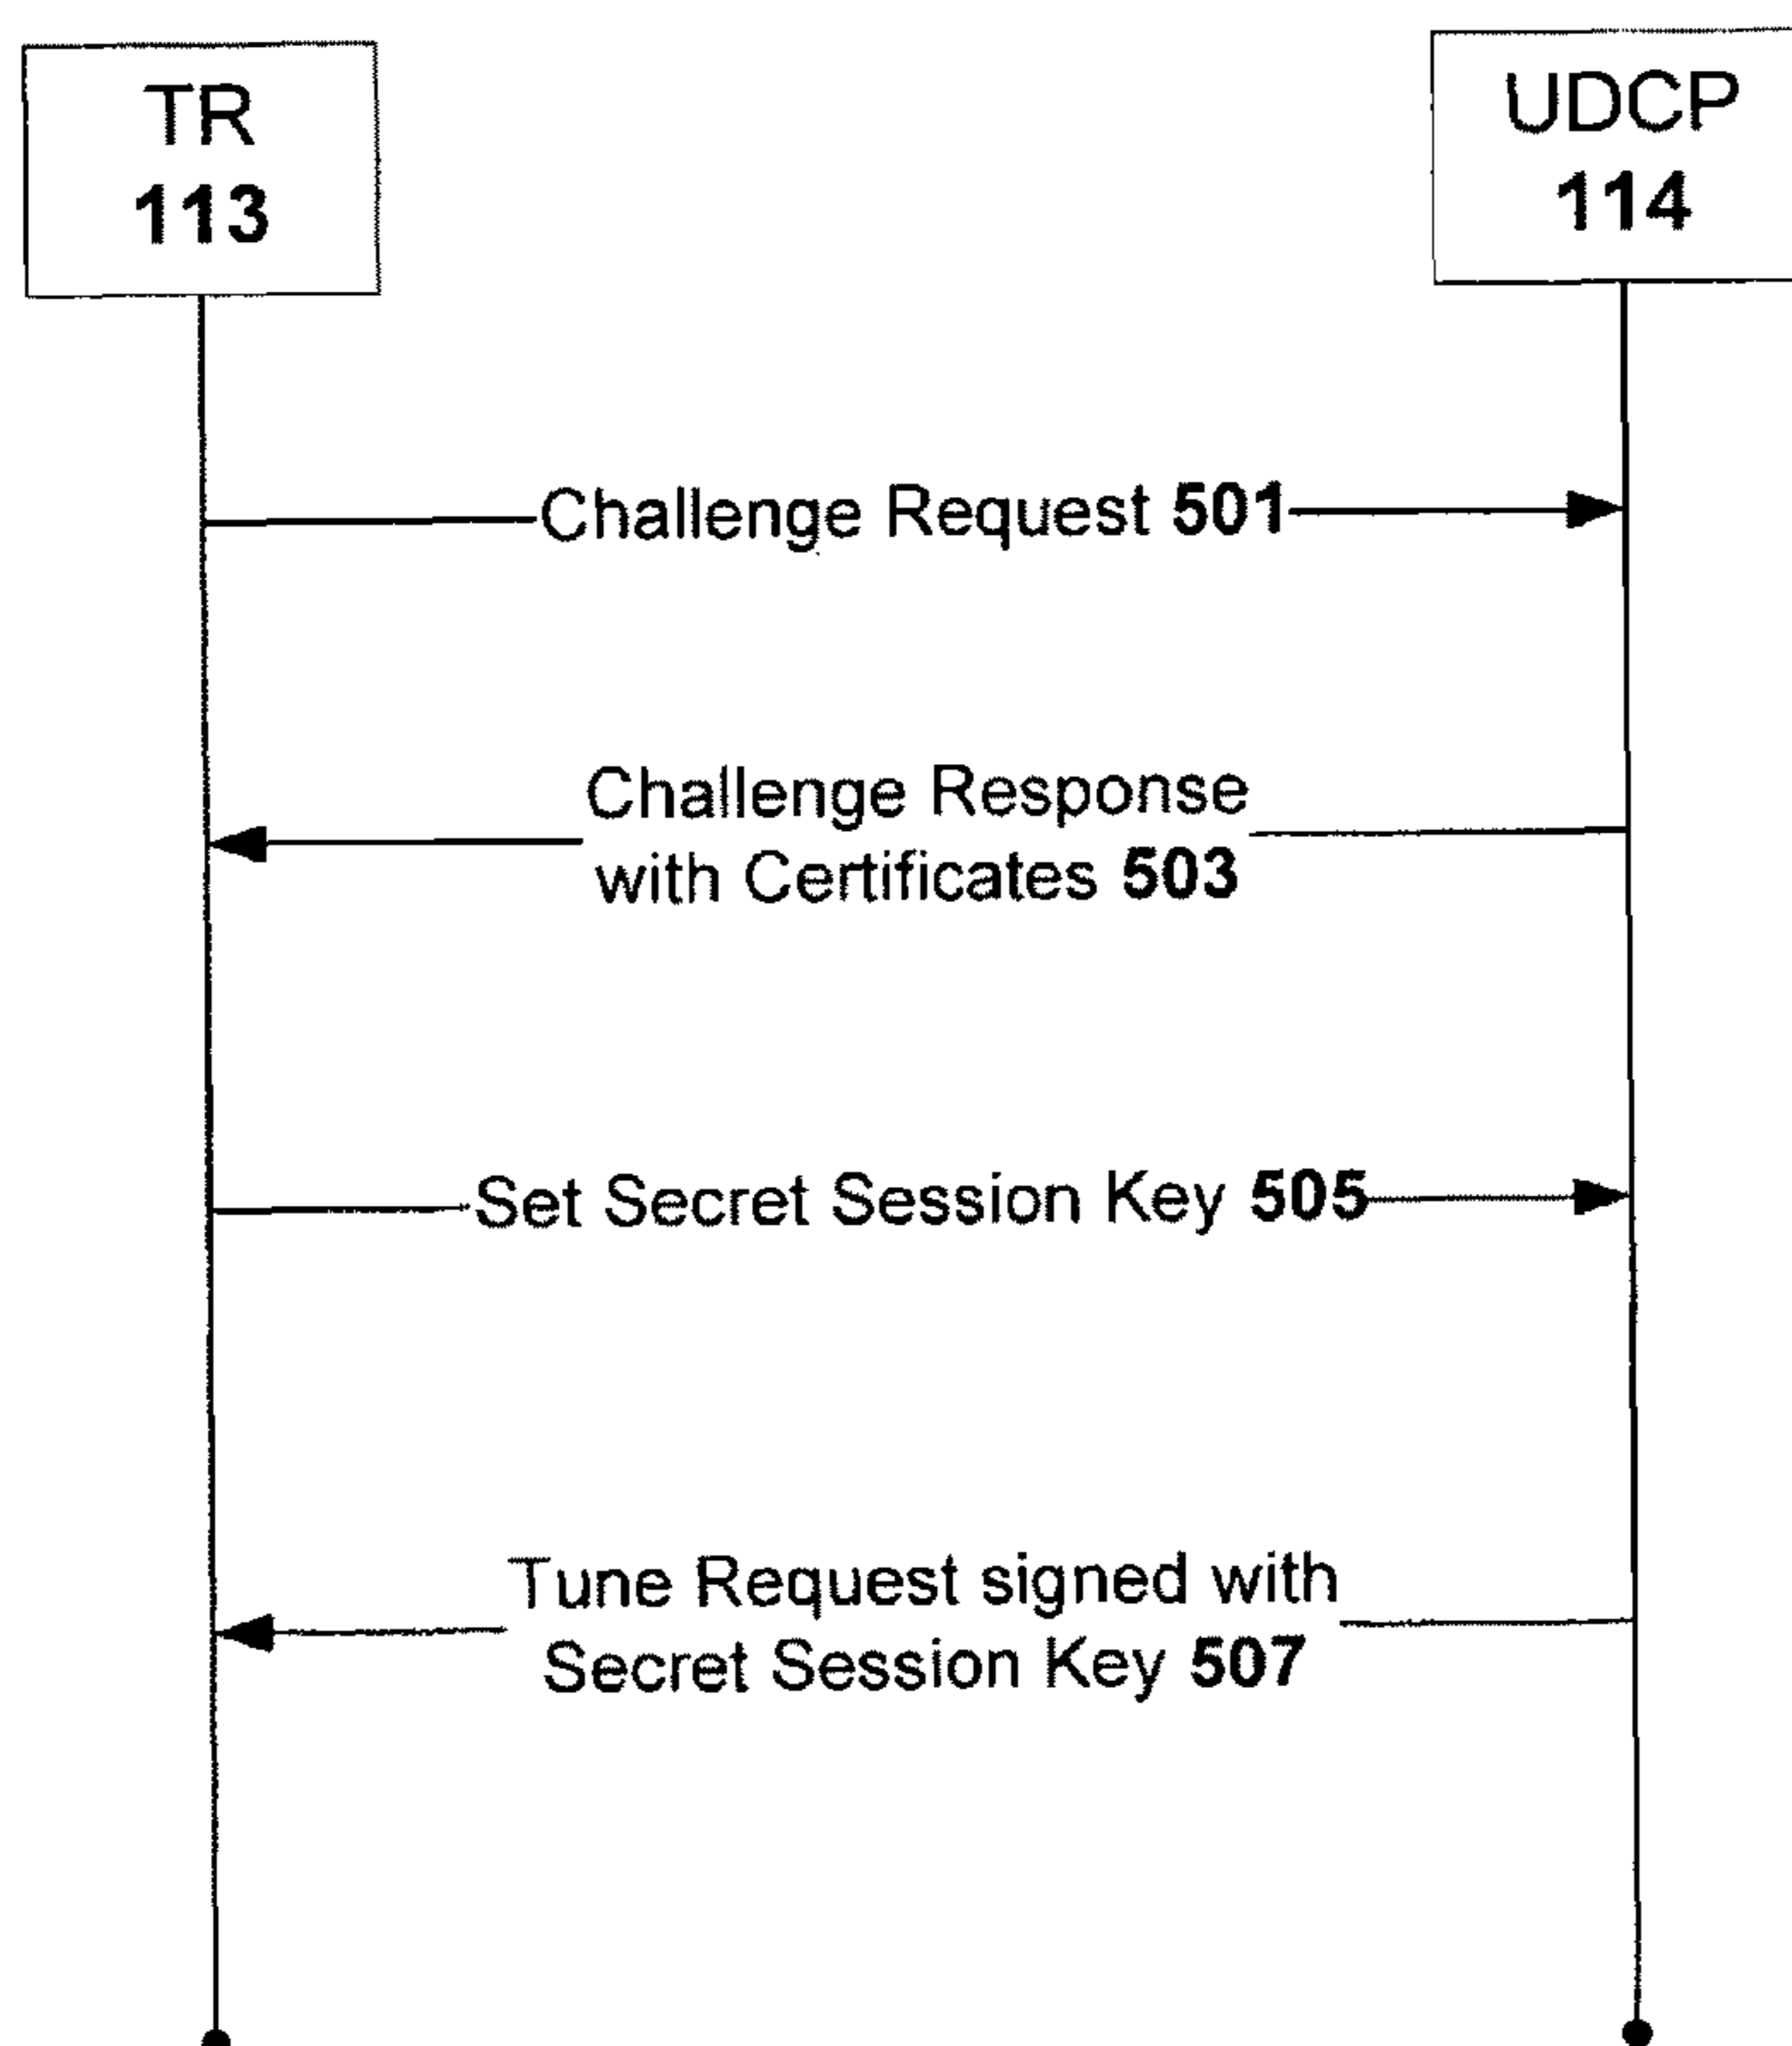 TR
113
UDCP
114
Challenge Request 501
Challenge Response
with Certificates 503
Set Secret Session Key 505
Tune Request signed with
Secret Session Key 507